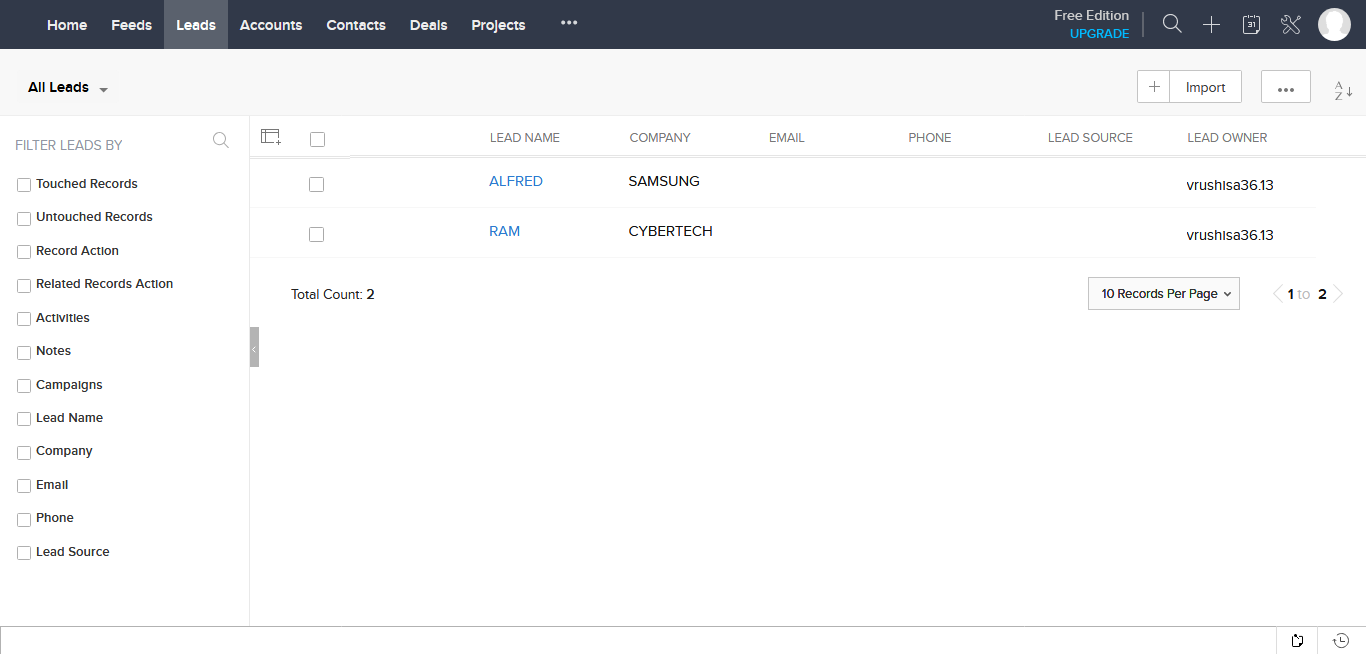 Home Feeds Leads Accounts Contacts Deals Projects ••• Free Edition
UPGRADE
31
All Leads
+ Import ••• A Z
FILTER LEADS BY
Touched Records
Untouched Records
Record Action
Related Records Action
Activities
Notes
Campaigns
Lead Name
Company
Email
Phone
Lead Source
LEAD NAME COMPANY EMAIL PHONE LEAD SOURCE LEAD OWNER
ALFRED SAMSUNG vrushisa36.13
RAM CYBERTECH vrushisa36.13
Total Count: 2 10 Records Per Page 1 to 2